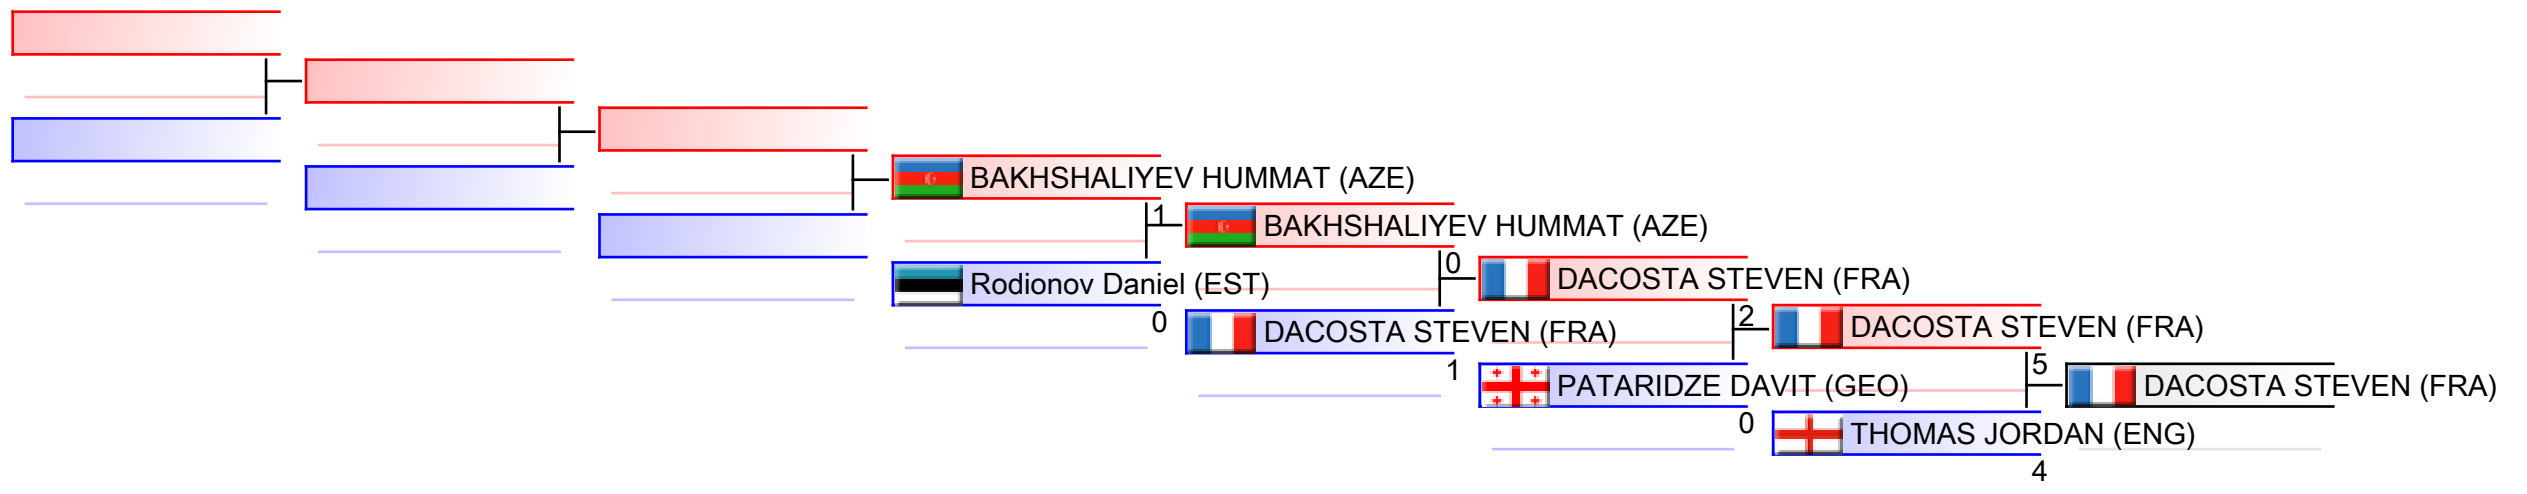 BAKHSHALIYEV HUMMAT (AZE)
1
BAKHSHALIYEV HUMMAT (AZE)
0
Rodionov Daniel (EST)
DACOSTA STEVEN (FRA)
0
DACOSTA STEVEN (FRA)
2
DACOSTA STEVEN (FRA)
1
PATARIDZE DAVIT (GEO)
5
DACOSTA STEVEN (FRA)
0
THOMAS JORDAN (ENG)
4